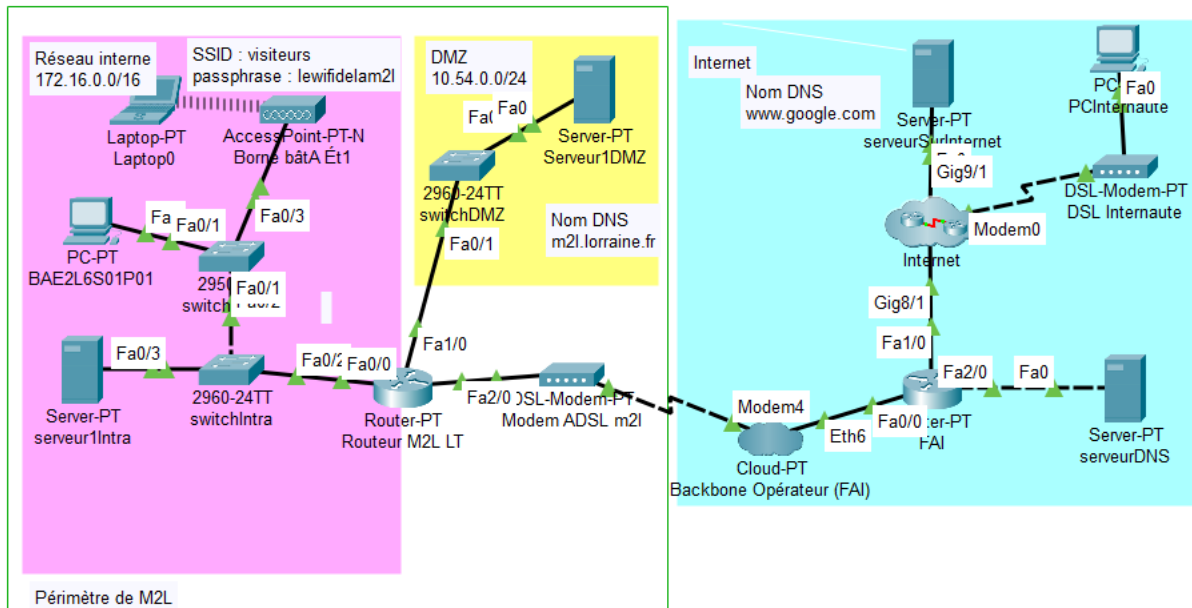 Réseau interne
172.16.0.0/16
SSID : visiteurs
passphrase : lewifidelam2l
Laptop-PT
Laptop0
AccessPoint-PT-N
Borne bâtA Ét1
Fa0/3
Fa0/1
PC-PT
BAE2L6S01P01
Fa0/1
Fa0/3
2960-24TT
switchIntra
Server-PT
serveur1Intra
Fa0/0
Router-PT
Routeur M2L LT
Périmètre de M2L
DMZ
10.54.0.0/24
Fa0
Server-PT
Serveur1DMZ
2960-24TT
switchDMZ
Fa0/1
Nom DNS
m2l.lorraine.fr
Fa1/0
Fa2/0
DSL-Modem-PT
Modem ADSL m2l
Internet
Nom DNS
www.google.com
Server-PT
serveurSurInternet
Gig9/1
PCInternaute
Fa0
DSL-Modem-PT
DSL Internaute
Modem0
Internet
Gig8/1
Fa1/0
Fa2/0
Fa0
Server-PT
serveurDNS
Modem4
Eth6
Fa0/0
FAI
Cloud-PT
Backbone Opérateur (FAI)